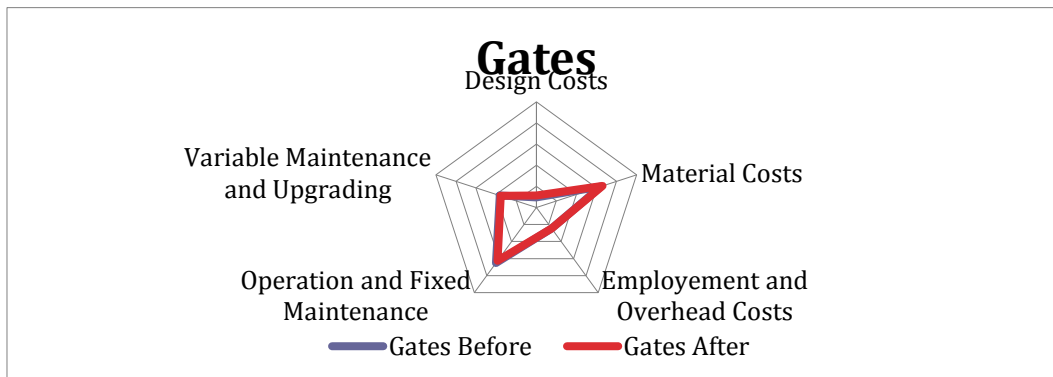 Gates
Design Costs
Material Costs
Variable Maintenance
and Upgrading
Operation and Fixed
Maintenance
Employement and
Overhead Costs
Gates Before
Gates After